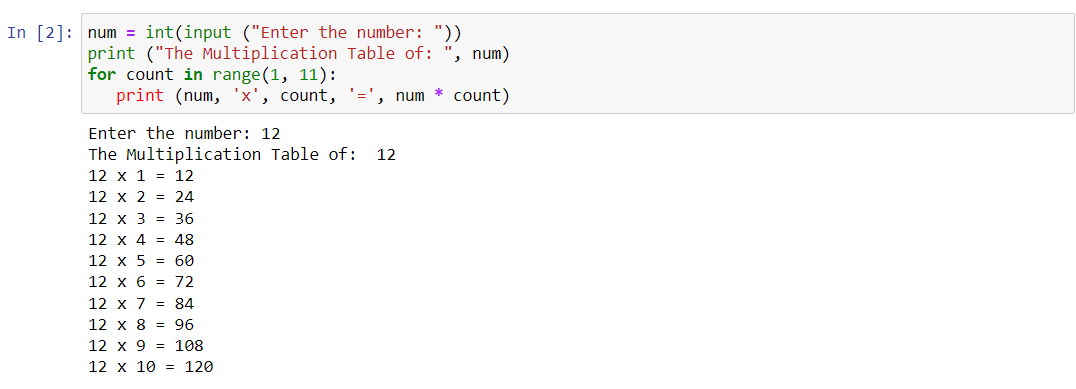 In [2]: num = int(input ("Enter the number: "))
print ("The Multiplication Table of: ", num)
for count in range(1, 11):
   print (num, 'x', count, '=', num * count)
Enter the number: 12
The Multiplication Table of:  12
12 x 1 = 12
12 x 2 = 24
12 x 3 = 36
12 x 4 = 48
12 x 5 = 60
12 x 6 = 72
12 x 7 = 84
12 x 8 = 96
12 x 9 = 108
12 x 10 = 120